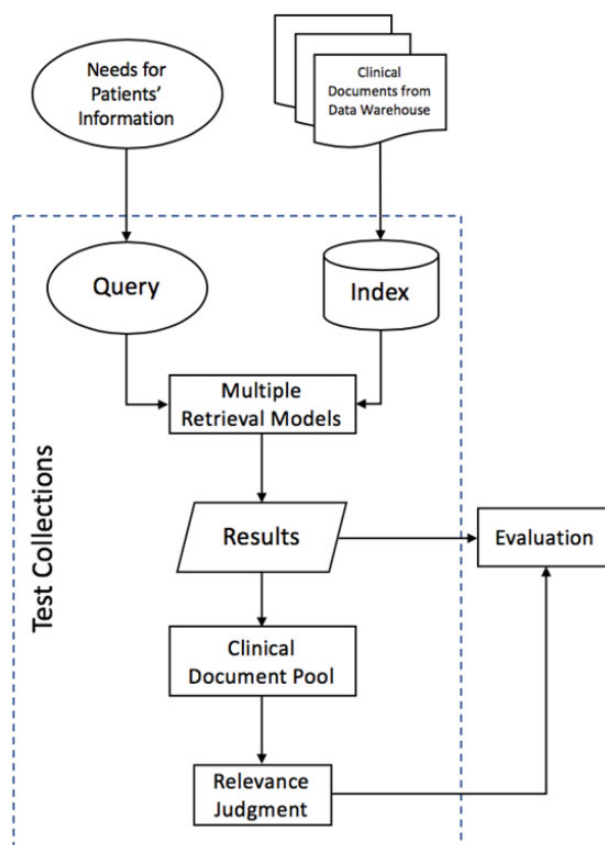 Needs for
Patients'
Information
Clinical
Documents from
Data Warehouse
Query
Index
Multiple
Retrieval Models
Test Collections
Results
Evaluation
Clinical
Document Pool
Relevance
Judgment